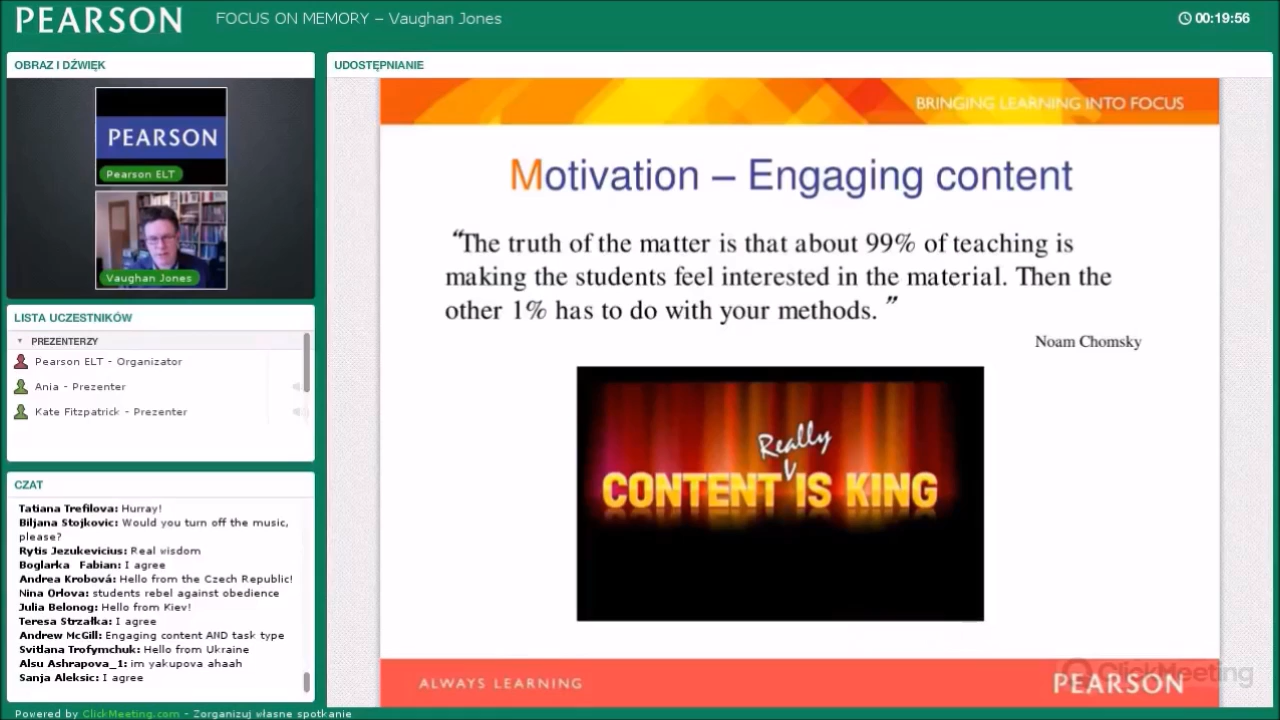 PEARSON
FOCUS ON MEMORY – Vaughan Jones
00:19:56
OBRAZ I DŹWIĘK
PEARSON
Pearson ELT
Vaughan Jones
LISTA UCZESTNIKÓW
PREZENTERZY
Pearson ELT - Organizator
Ania - Prezenter
Kate Fitzpatrick - Prezenter
CZAT
Tatiana Trefilova: Hurray!
Biljana Stojkovic: Would you turn off the music,
please?
Rytis Jezukevicius: Real wisdom
Boglarka Fabian: I agree
Andrea Krobová: Hello from the Czech Republic!
Nina Orlova: students rebel against obedience
Julia Belonog: Hello from Kiev!
Teresa Strzałka: I agree
Andrew McGill: Engaging content AND task type
Svitlana Trofymchuk: Hello from Ukraine
Alsu Ashrapova_1: im yakupova ahaah
Sanja Aleksic: I agree
Powered by ClickMeeting.com - Zorganizuj własne spotkanie
UDOSTĘPNIANIE
BRINGING LEARNING INTO FOCUS
Motivation – Engaging content
“The truth of the matter is that about 99% of teaching is
making the students feel interested in the material. Then the
other 1% has to do with your methods. ”
Noam Chomsky
Really
CONTENT IS KING
ALWAYS LEARNING
PEARSON
ClickMeeting